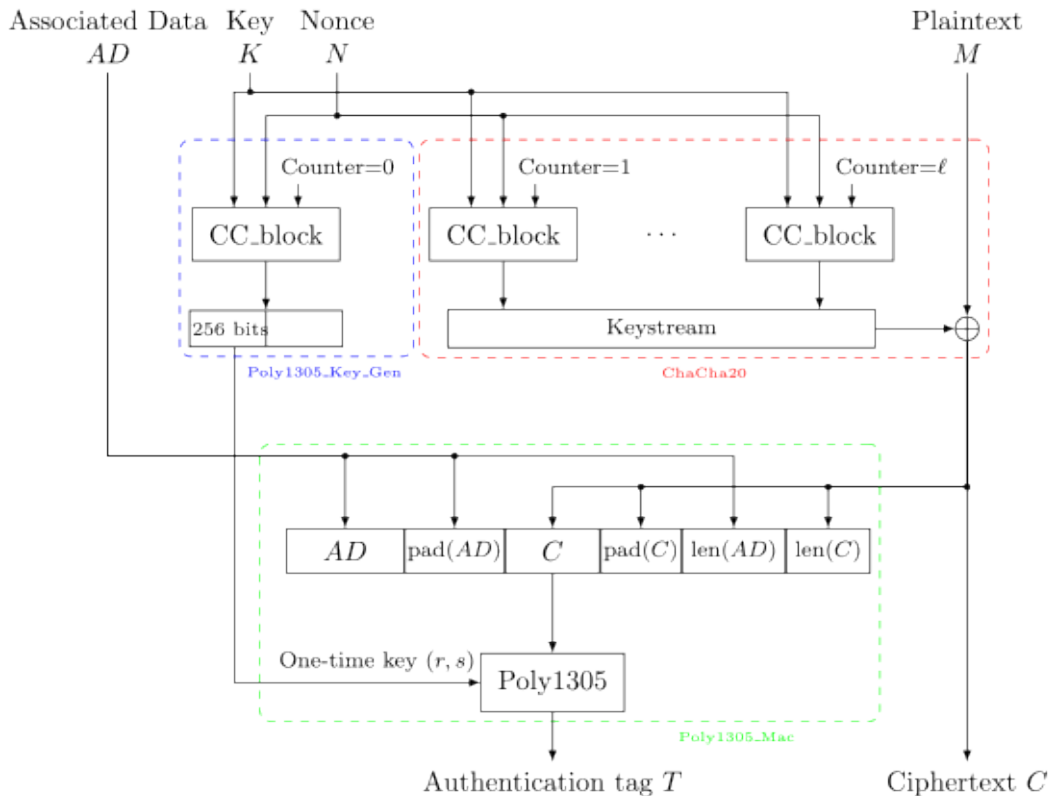 Associated Data Key Nonce Plaintext
AD K N M
Counter=0 Counter=1 Counter=ℓ
CC_block CC_block ... CC_block
256 bits Keystream
Poly1305_Key_Gen ChaCha20
AD pad(AD) C pad(C) len(AD) len(C)
One-time key (r, s)
Poly1305
Poly1305_Mac
Authentication tag T Ciphertext C